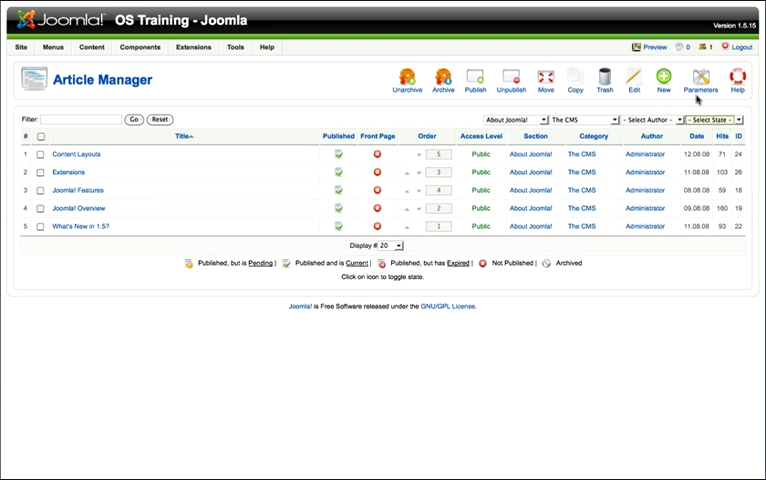 Joomla! OS Training - Joomla
Version 1.5.15
Site Menus Content Components Extensions Tools Help Preview 0 1 Logout
Article Manager
Unarchive Archive Publish Unpublish Move Copy Trash Edit New Parameters Help
Filter: Go Reset About Joomla! The CMS - Select Author - - Select State -
# Title Published Front Page Order Access Level Section Category Author Date Hits ID
1 Content Layouts 5 Public About Joomla! The CMS Administrator 12.08.08 71 24
2 Extensions 3 Public About Joomla! The CMS Administrator 11.08.08 103 26
3 Joomla! Features 4 Public About Joomla! The CMS Administrator 08.08.08 59 18
4 Joomla! Overview 2 Public About Joomla! The CMS Administrator 09.08.08 160 19
5 What's New in 1.5? 1 Public About Joomla! The CMS Administrator 11.08.08 93 22
Display # 20
Published, but is Pending | Published and is Current | Published, but has Expired | Not Published | Archived
Click on icon to toggle state.
Joomla! is Free Software released under the GNU/GPL License.